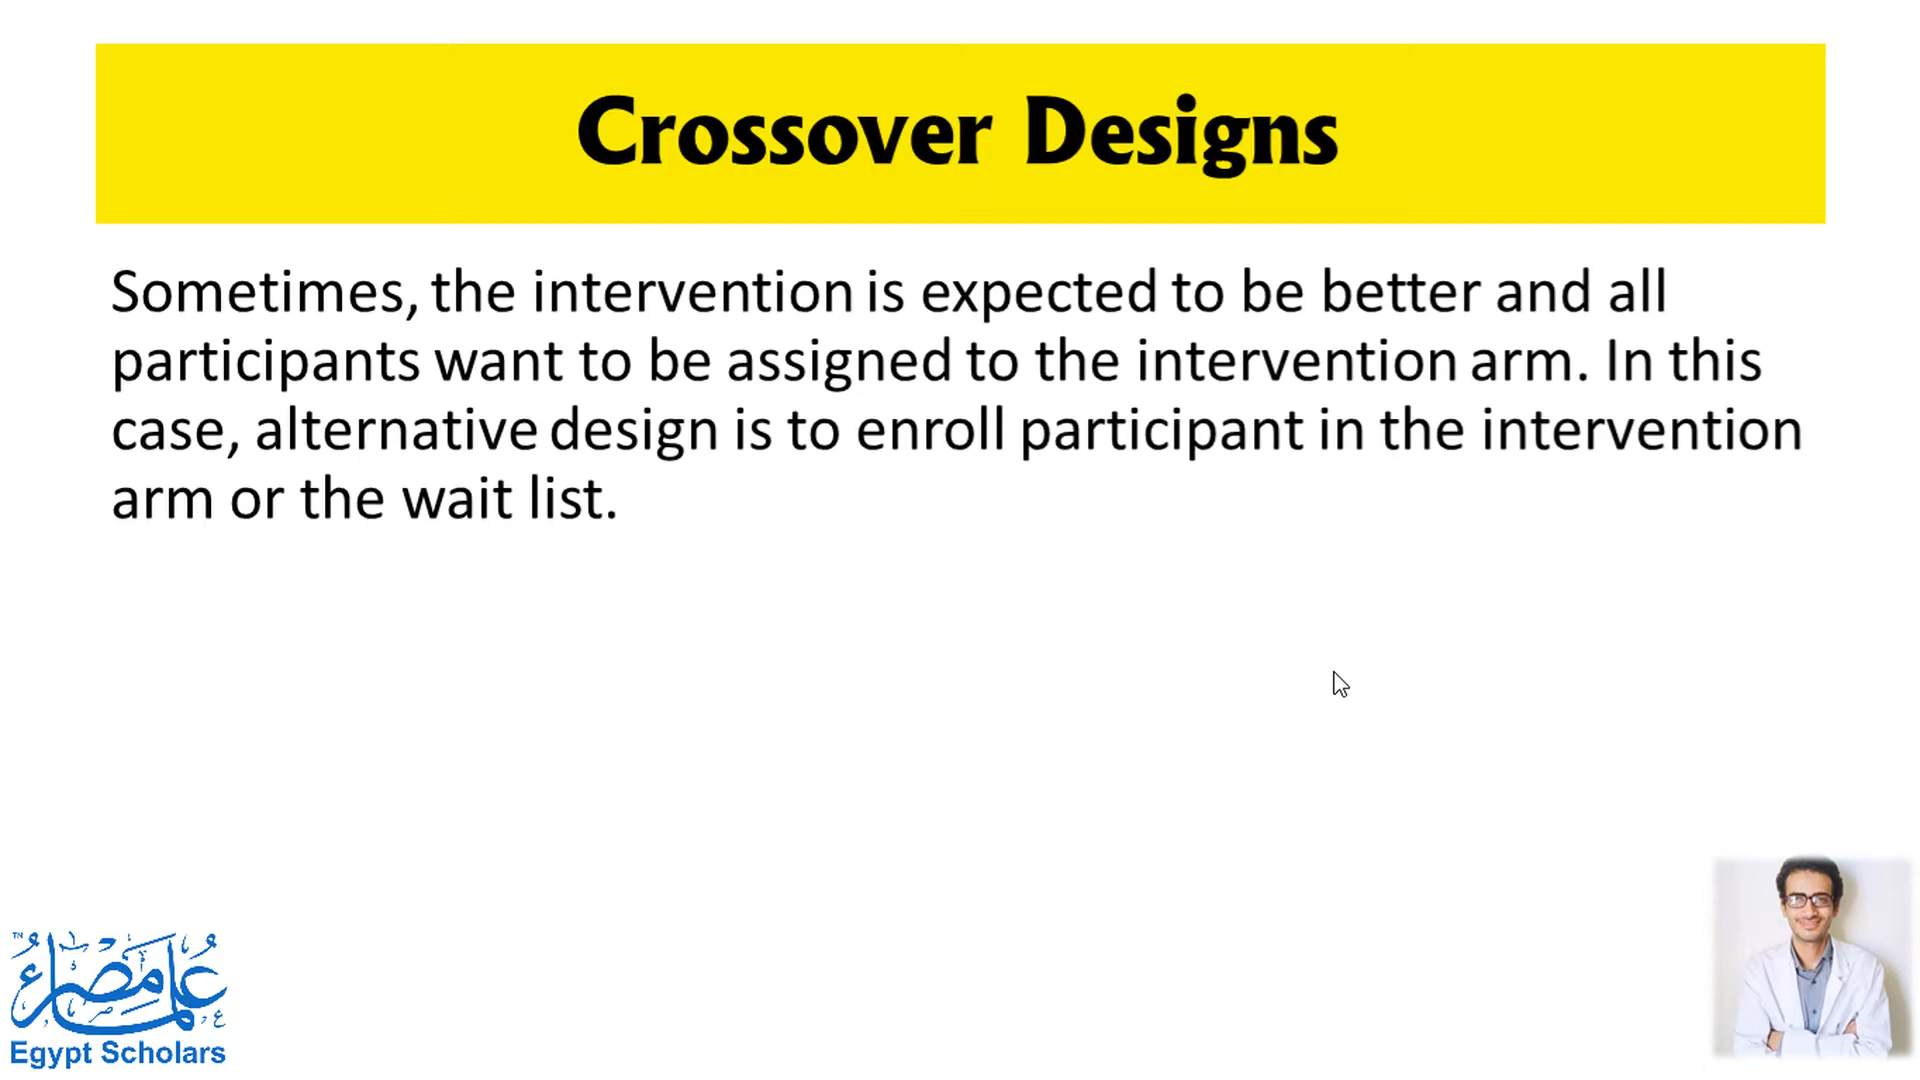 Crossover Designs
Sometimes, the intervention is expected to be better and all
participants want to be assigned to the intervention arm. In this
case, alternative design is to enroll participant in the intervention
arm or the wait list.
TM
علماء مصر
Egypt Scholars